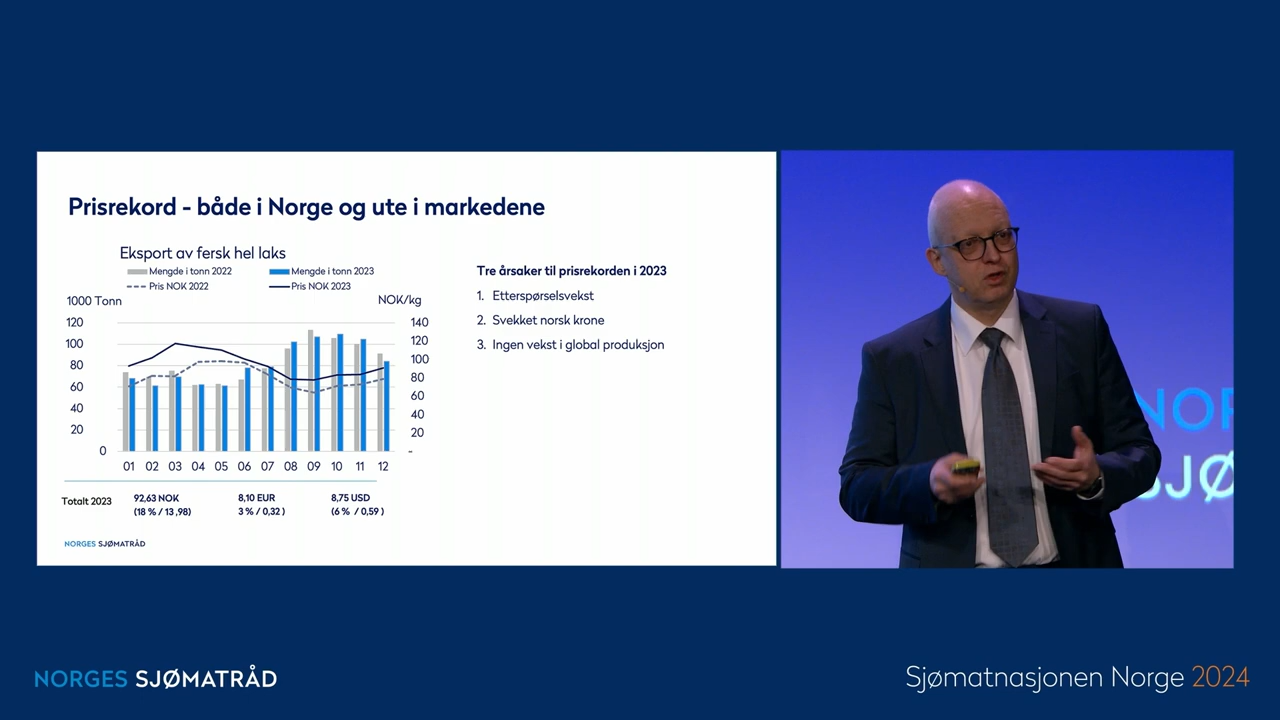 Prisrekord - både i Norge og ute i markedene
Eksport av fersk hel laks
Mengde i tonn 2022 Mengde i tonn 2023
Pris NOK 2022 Pris NOK 2023
1000 Tonn NOK/kg
120 140
100 120
80 100
60 80
40 60
20 40
0 20
-
01 02 03 04 05 06 07 08 09 10 11 12
Totalt 2023 92,63 NOK 8,10 EUR 8,75 USD
(18 % / 13 ,98) 3 % / 0,32 ) (6 % / 0,59 )
NORGES SJØMATRÅD
Tre årsaker til prisrekorden i 2023
1. Etterspørselsvekst
2. Svekket norsk krone
3. Ingen vekst i global produksjon
NOR
SJØ
NORGES SJØMATRÅD
Sjømatnasjonen Norge 2024